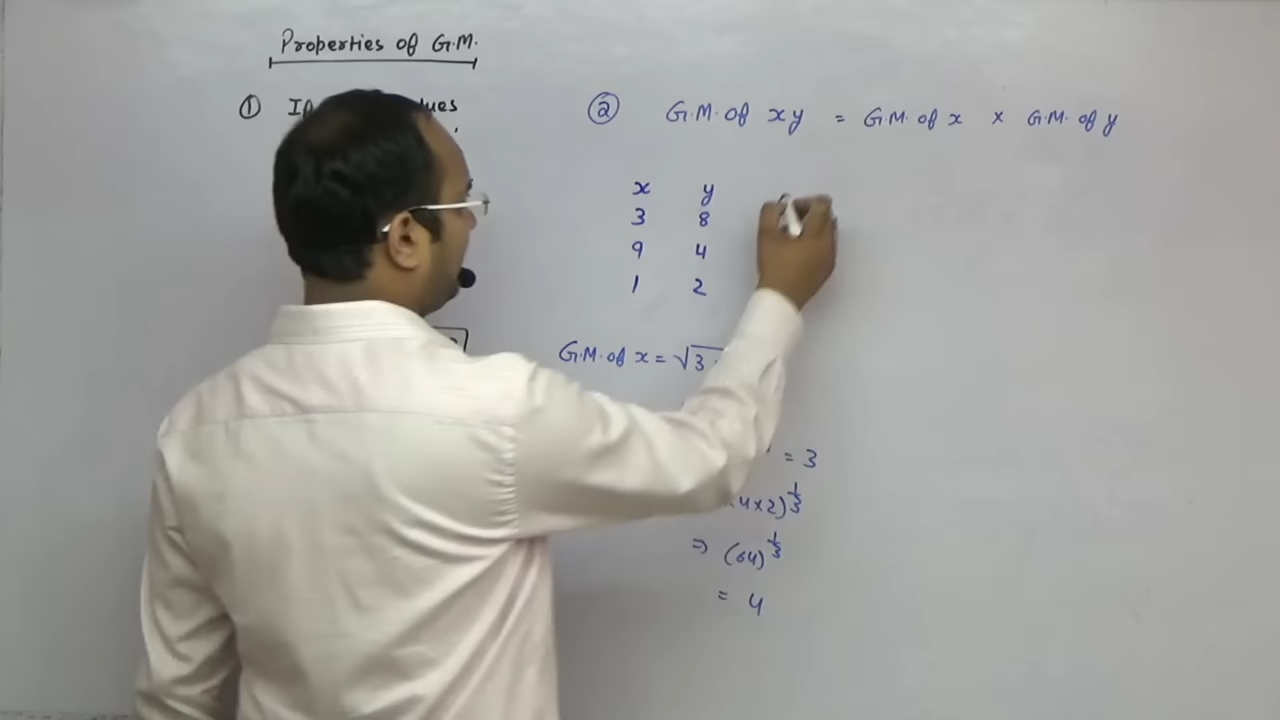 Properties of G.M.
①
② G.M. of xy = G.M. of x × G.M. of y
x y
3 8
9 4
1 2
G.M. of x = √3
= 3
4×2)^1/3
⇒ (64)^1/3
= 4